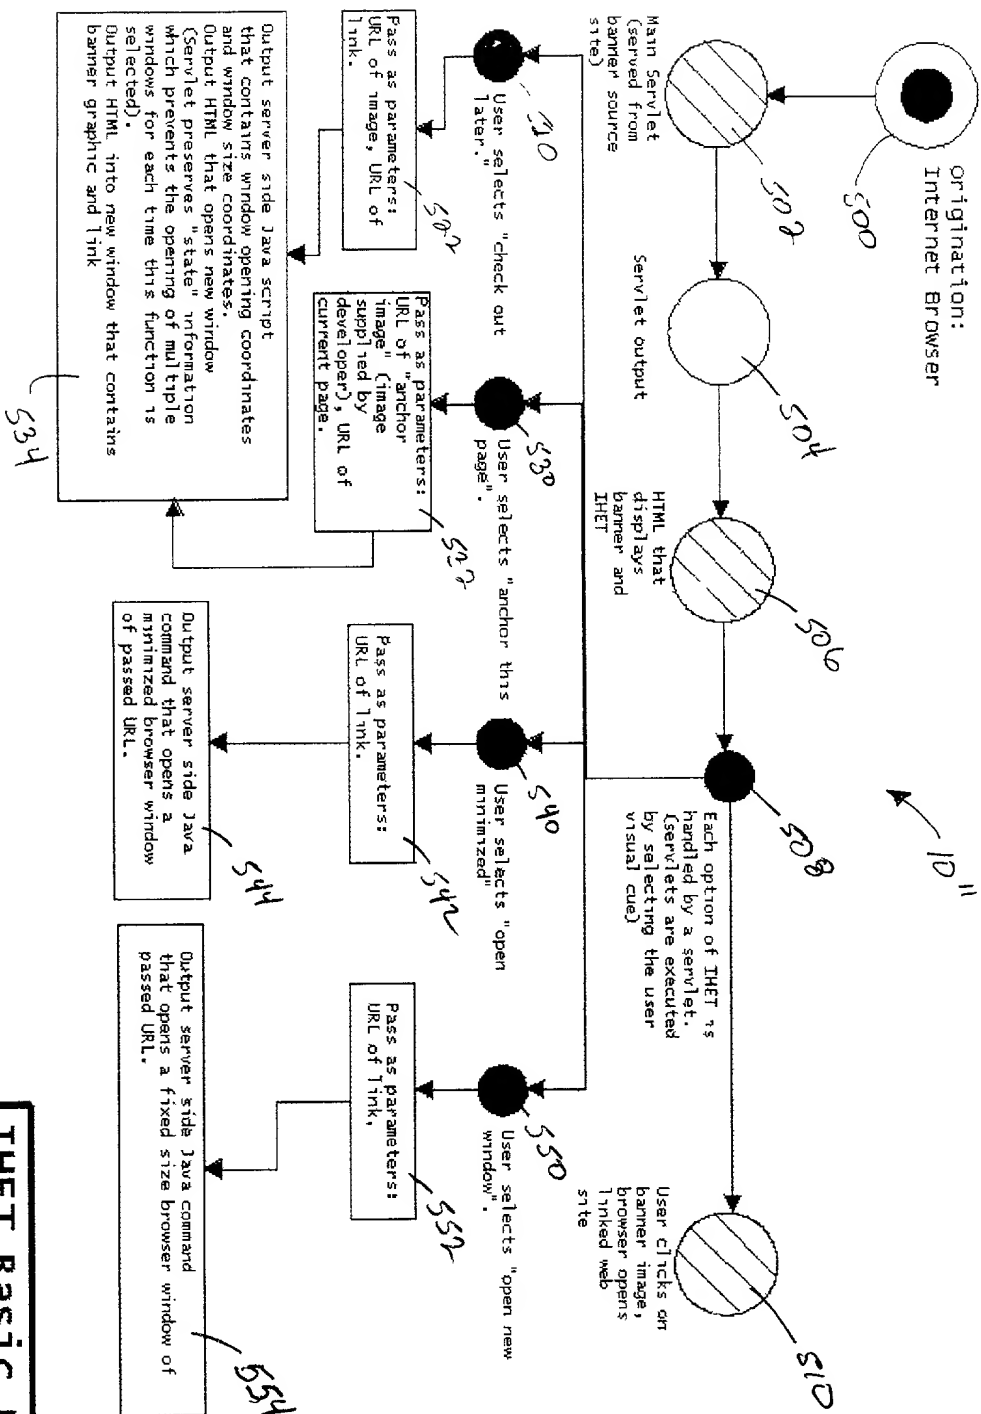 Origination:
Internet Browser
500
10"
Main Servlet
(served from
banner source
site)
502
Servlet output
504
HTML that
displays
banner and
IHET
506
508
Each option of IHET is
handled by a servlet.
(servlets are executed
by selecting the user
visual cue)
User clicks on
banner image,
browser opens
linked web
site
510
User selects "check out
later."
User selects "anchor this
page".
530
User selects "open
minimized"
540
User selects "open new
window".
550
Pass as parameters:
URL of image, URL of
link.
522
Pass as parameters:
URL of "anchor
image" (image
supplied by
developer), URL of
current page.
Pass as parameters:
URL of link.
542
Pass as parameters:
URL of link,
552
Output server side Java script
that contains window opening coordinates
and window size coordinates.
Output HTML that opens new window
(Servlet preserves "state" information
which prevents the opening of multiple
windows for each time this function is
selected).
Output HTML into new window that contains
banner graphic and link
534
Output server side Java
command that opens a
minimized browser window
of passed URL.
544
Output server side Java command
that opens a fixed size browser window of
passed URL.
554
IHET Basic